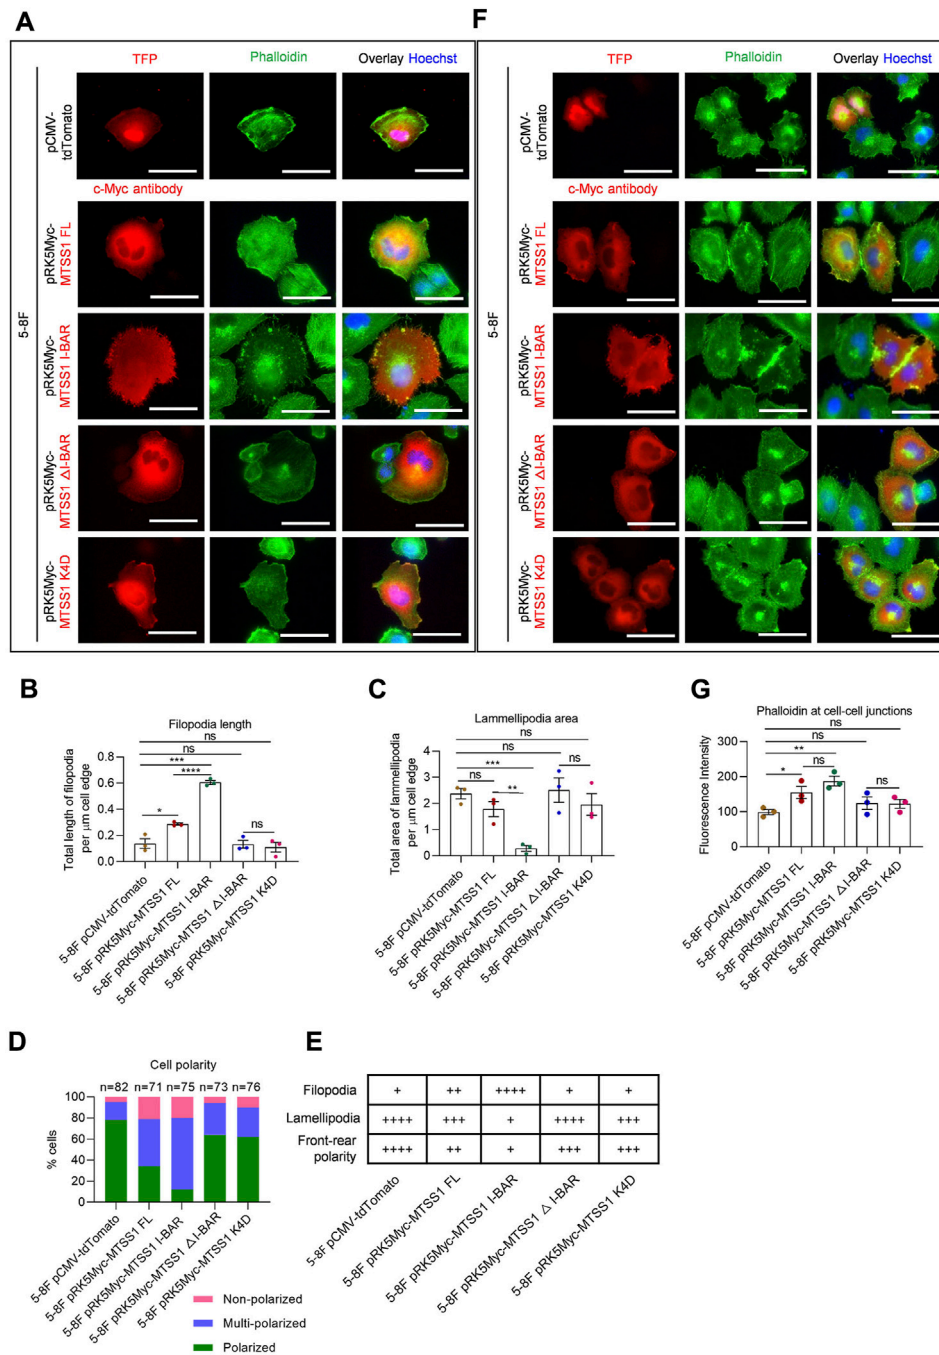 A
TFP
Phalloidin
Overlay Hoechst
5-8F
pCMV-
tdTomato
c-Myc antibody
pRK5Myc-
MTSS1 FL
pRK5Myc-
MTSS1 I-BAR
pRK5Myc-
MTSS1 ΔI-BAR
pRK5Myc-
MTSS1 K4D
F
TFP
Phalloidin
Overlay Hoechst
5-8F
pCMV-
tdTomato
c-Myc antibody
pRK5Myc-
MTSS1 FL
pRK5Myc-
MTSS1 I-BAR
pRK5Myc-
MTSS1 ΔI-BAR
pRK5Myc-
MTSS1 K4D
B
Filopodia length
Total length of filopodia
per μm cell edge
0.8
0.6
0.4
0.2
0.0
ns
ns
***
****
*
ns
5-8F pCMV-tdTomato
5-8F pRK5Myc-MTSS1 FL
5-8F pRK5Myc-MTSS1 I-BAR
5-8F pRK5Myc-MTSS1 ΔI-BAR
5-8F pRK5Myc-MTSS1 K4D
C
Lammellipodia area
Total area of lammellipodia
per μm cell edge
4
3
2
1
0
ns
ns
***
ns
**
ns
5-8F pCMV-tdTomato
5-8F pRK5Myc-MTSS1 FL
5-8F pRK5Myc-MTSS1 I-BAR
5-8F pRK5Myc-MTSS1 ΔI-BAR
5-8F pRK5Myc-MTSS1 K4D
G
Phalloidin at cell-cell junctions
Fluorescence Intensity
300
200
100
0
ns
ns
**
*
ns
ns
5-8F pCMV-tdTomato
5-8F pRK5Myc-MTSS1 FL
5-8F pRK5Myc-MTSS1 I-BAR
5-8F pRK5Myc-MTSS1 ΔI-BAR
5-8F pRK5Myc-MTSS1 K4D
D
Cell polarity
n=82 n=71 n=75 n=73 n=76
% cells
100
80
60
40
20
0
5-8F pCMV-tdTomato
5-8F pRK5Myc-MTSS1 FL
5-8F pRK5Myc-MTSS1 I-BAR
5-8F pRK5Myc-MTSS1 ΔI-BAR
5-8F pRK5Myc-MTSS1 K4D
Non-polarized
Multi-polarized
Polarized
E
Filopodia + ++ ++++ + +
Lamellipodia ++++ +++ + ++++ +++
Front-rear
polarity ++++ ++ + +++ +++
5-8F pCMV-tdTomato
5-8F pRK5Myc-MTSS1 FL
5-8F pRK5Myc-MTSS1 I-BAR
5-8F pRK5Myc-MTSS1 Δ I-BAR
5-8F pRK5Myc-MTSS1 K4D